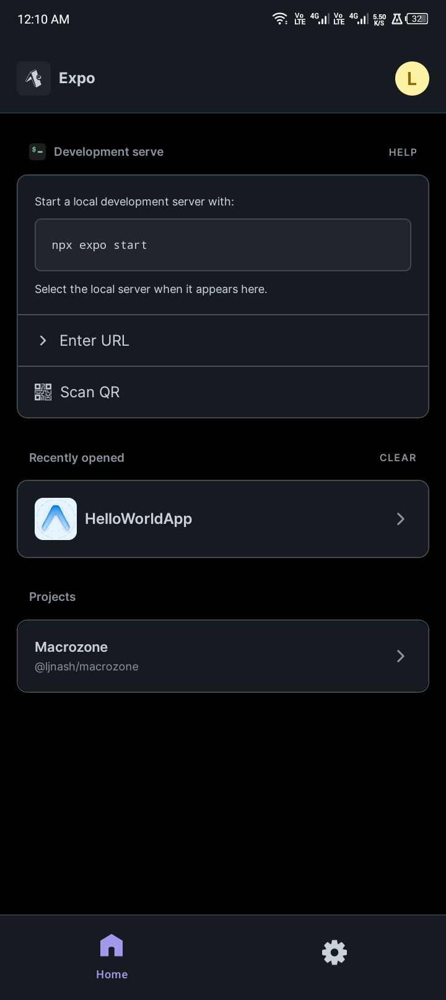 12:10 AM
Vo LTE 4G Vo LTE 4G 5.50 K/S 32
Expo
L
$
Development serve
HELP
Start a local development server with:
npx expo start
Select the local server when it appears here.
Enter URL
Scan QR
Recently opened
CLEAR
HelloWorldApp
Projects
Macrozone
@ljnash/macrozone
Home